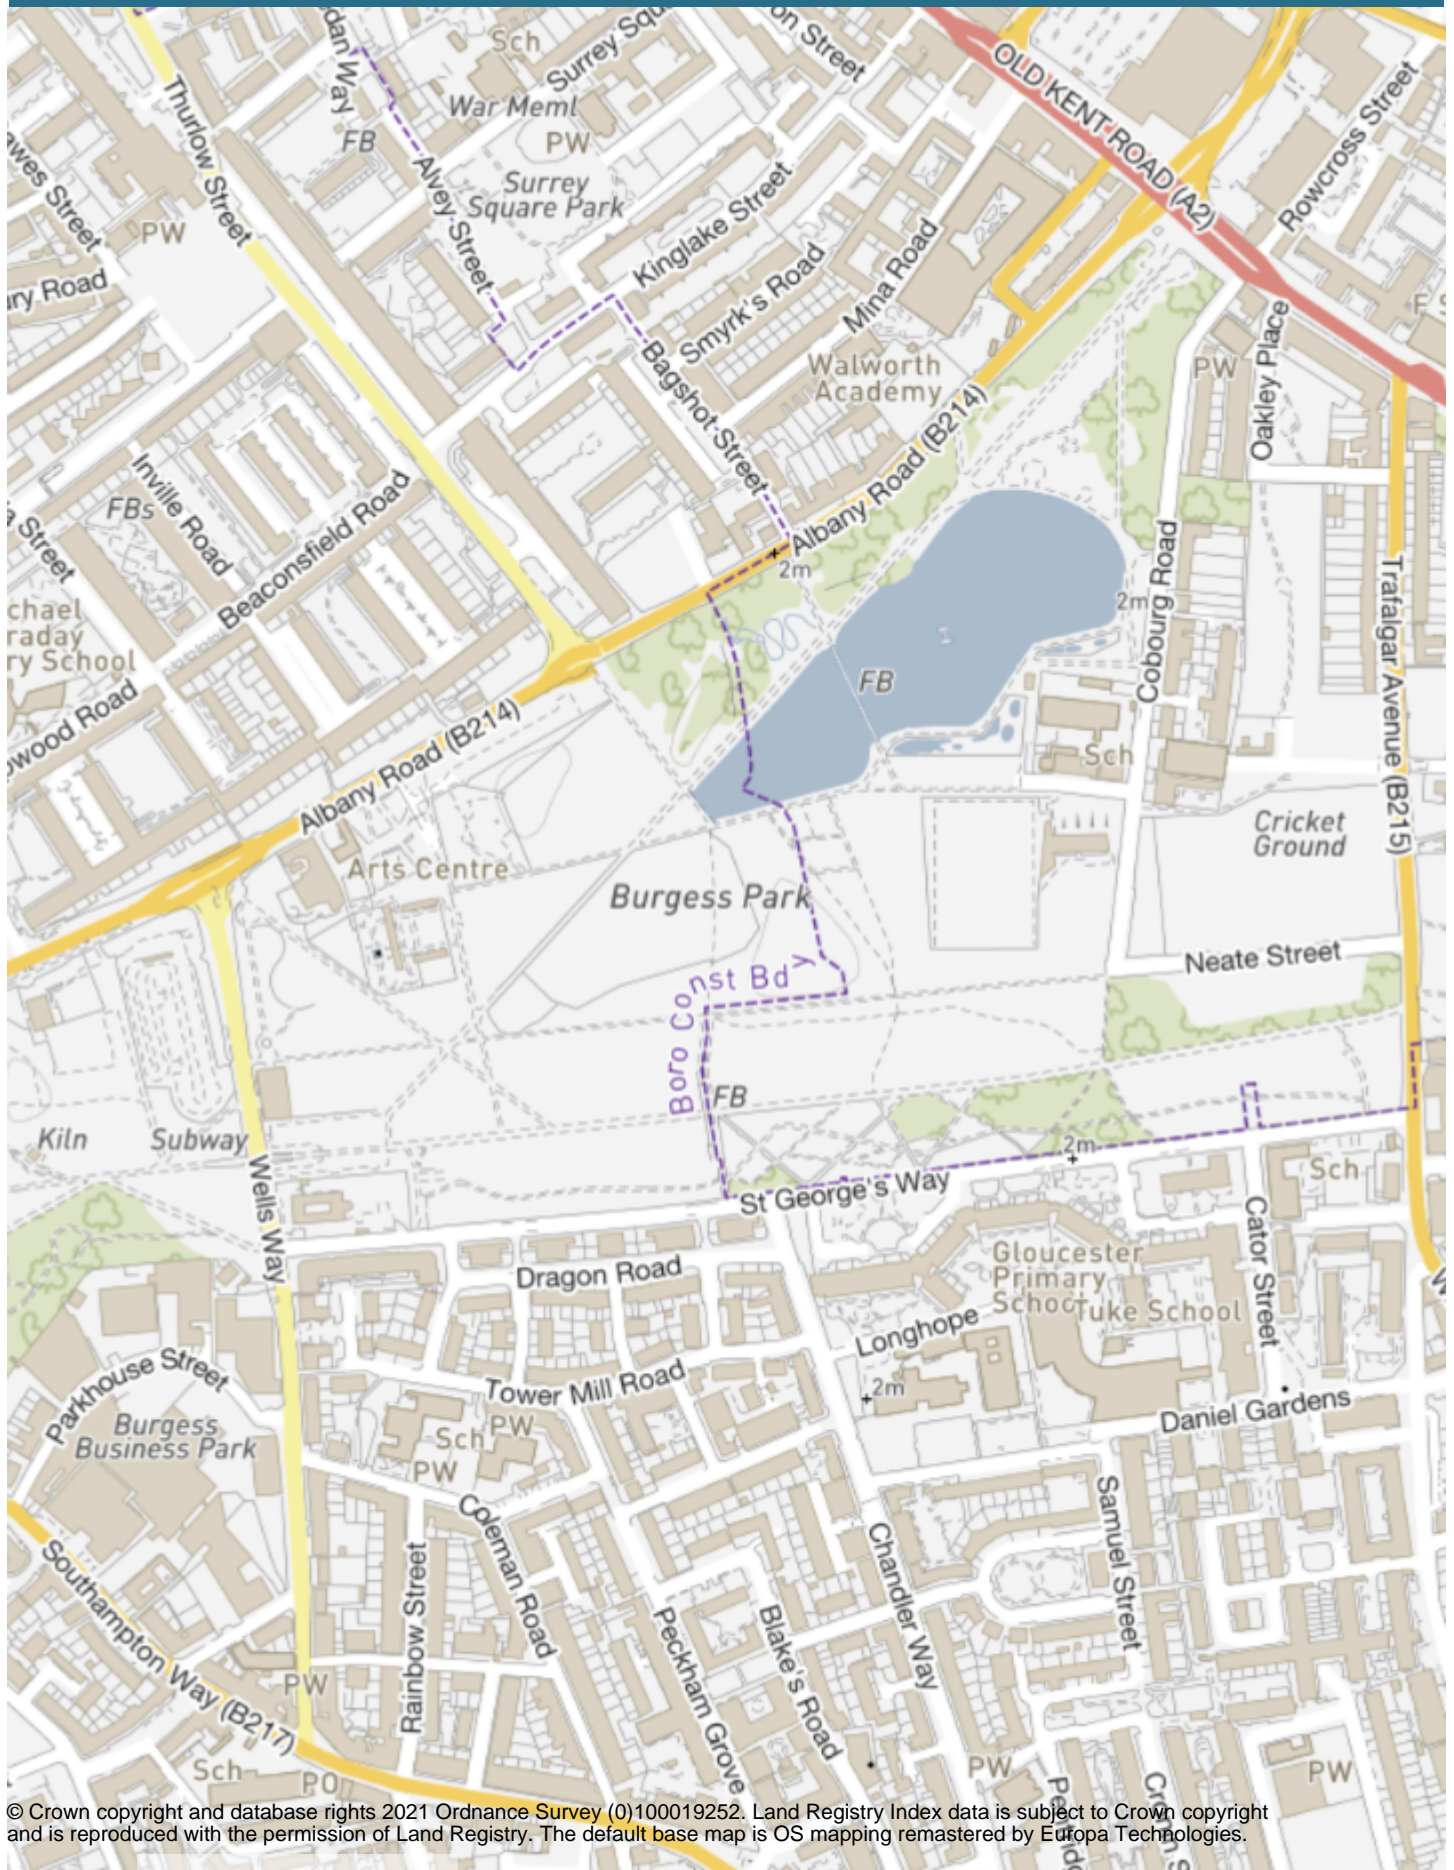 Sch
Surrey Squ
on Street
OLD KENT ROAD (A2)
Rowcross Street
dan Way
War Meml
FB
PW
Thurlow Street
Alvey Street
Surrey
Square Park
Kinglake Street
PW
Smyrk's Road
Mina Road
Oakley Place
PW
Walworth
Academy
Bagshot Street
Albany Road (B214)
Inville Road
FBs
Beaconsfield Road
2m
2m
Cobourg Road
Trafalgar Avenue (B215)
chael
raday
ry School
FB
Sch
Albany Road (B214)
Cricket
Ground
Arts Centre
Burgess Park
Neate Street
Boro Const Bdy
FB
Kiln
Subway
Wells Way
2m
Sch
St George's Way
Cator Street
Dragon Road
Gloucester
Primary
School
Tuke School
Longhope
Parkhouse Street
Tower Mill Road
2m
Daniel Gardens
Burgess
Business Park
Sch
PW
PW
Coleman Road
Samuel Street
Chandler Way
Southampton Way (B217)
Rainbow Street
Peckham Grove
Blake's Road
PW
Sch
PO
PW
PW
© Crown copyright and database rights 2021 Ordnance Survey (0)100019252. Land Registry Index data is subject to Crown copyright
and is reproduced with the permission of Land Registry. The default base map is OS mapping remastered by Europa Technologies.